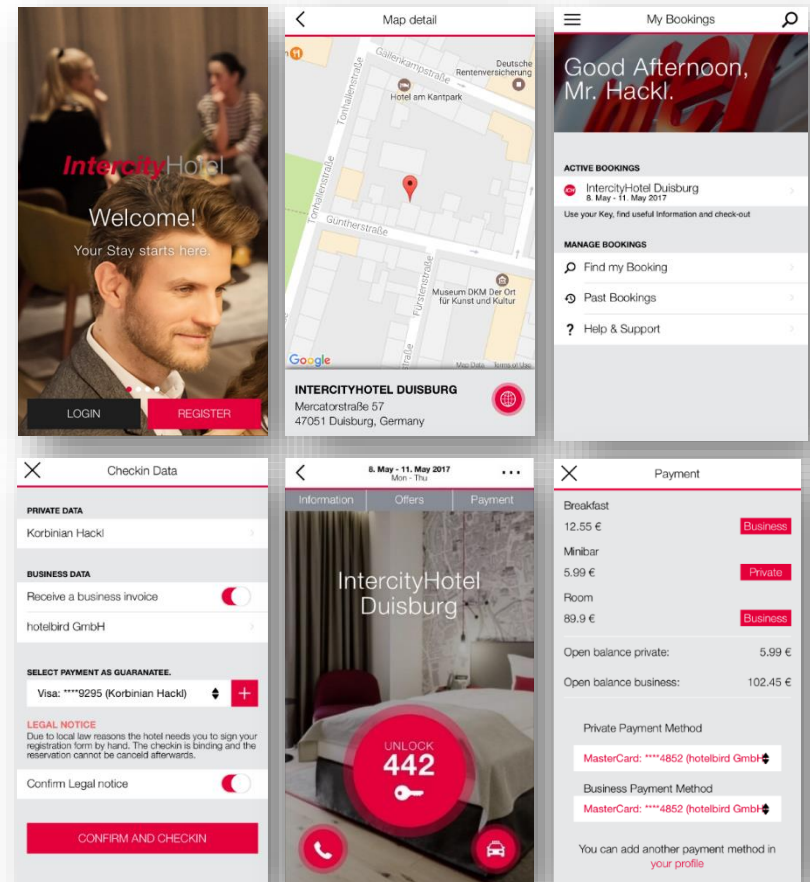 IntercityHotel
Welcome!
Your Stay starts here.
LOGIN
REGISTER
Map detail
Gallenkampstraße
Deutsche
Rentenversicherung
Hotel am Kantpark
Tonhallenstraße
Tonhallenstraße
Güntherstraße
Fürstenstraße
Museum DKM Der Ort
für Kunst und Kultur
Google
Map Data
Terms of Use
INTERCITYHOTEL DUISBURG
Mercatorstraße 57
47051 Duisburg, Germany
My Bookings
Good Afternoon,
Mr. Hackl.
ACTIVE BOOKINGS
ICH
IntercityHotel Duisburg
8. May - 11. May 2017
Use your Key, find useful Information and check-out
MANAGE BOOKINGS
Find my Booking
Past Bookings
? Help & Support
Checkin Data
PRIVATE DATA
Korbinian Hackl
BUSINESS DATA
Receive a business invoice
hotelbird GmbH
SELECT PAYMENT AS GUARANATEE.
Visa: ****9295 (Korbinian Hackl)
+
LEGAL NOTICE
Due to local law reasons the hotel needs you to sign your
registration form by hand. The checkin is binding and the
reservation cannot be canceld afterwards.
Confirm Legal notice
CONFIRM AND CHECKIN
8. May - 11. May 2017
Mon - Thu
Information
Offers
Payment
IntercityHotel
Duisburg
UNLOCK
442
Payment
Breakfast
12.55 € Business
Minibar
5.99 € Private
Room
89.9 € Business
Open balance private: 5.99 €
Open balance business: 102.45 €
Private Payment Method
MasterCard: ****4852 (hotelbird GmbH
Business Payment Method
MasterCard: ****4852 (hotelbird GmbH
You can add another payment method in
your profile